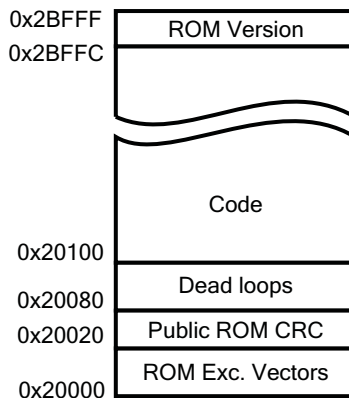 0x2BFFF
ROM Version
0x2BFFC
Code
0x20100
Dead loops
0x20080
Public ROM CRC
0x20020
ROM Exc. Vectors
0x20000